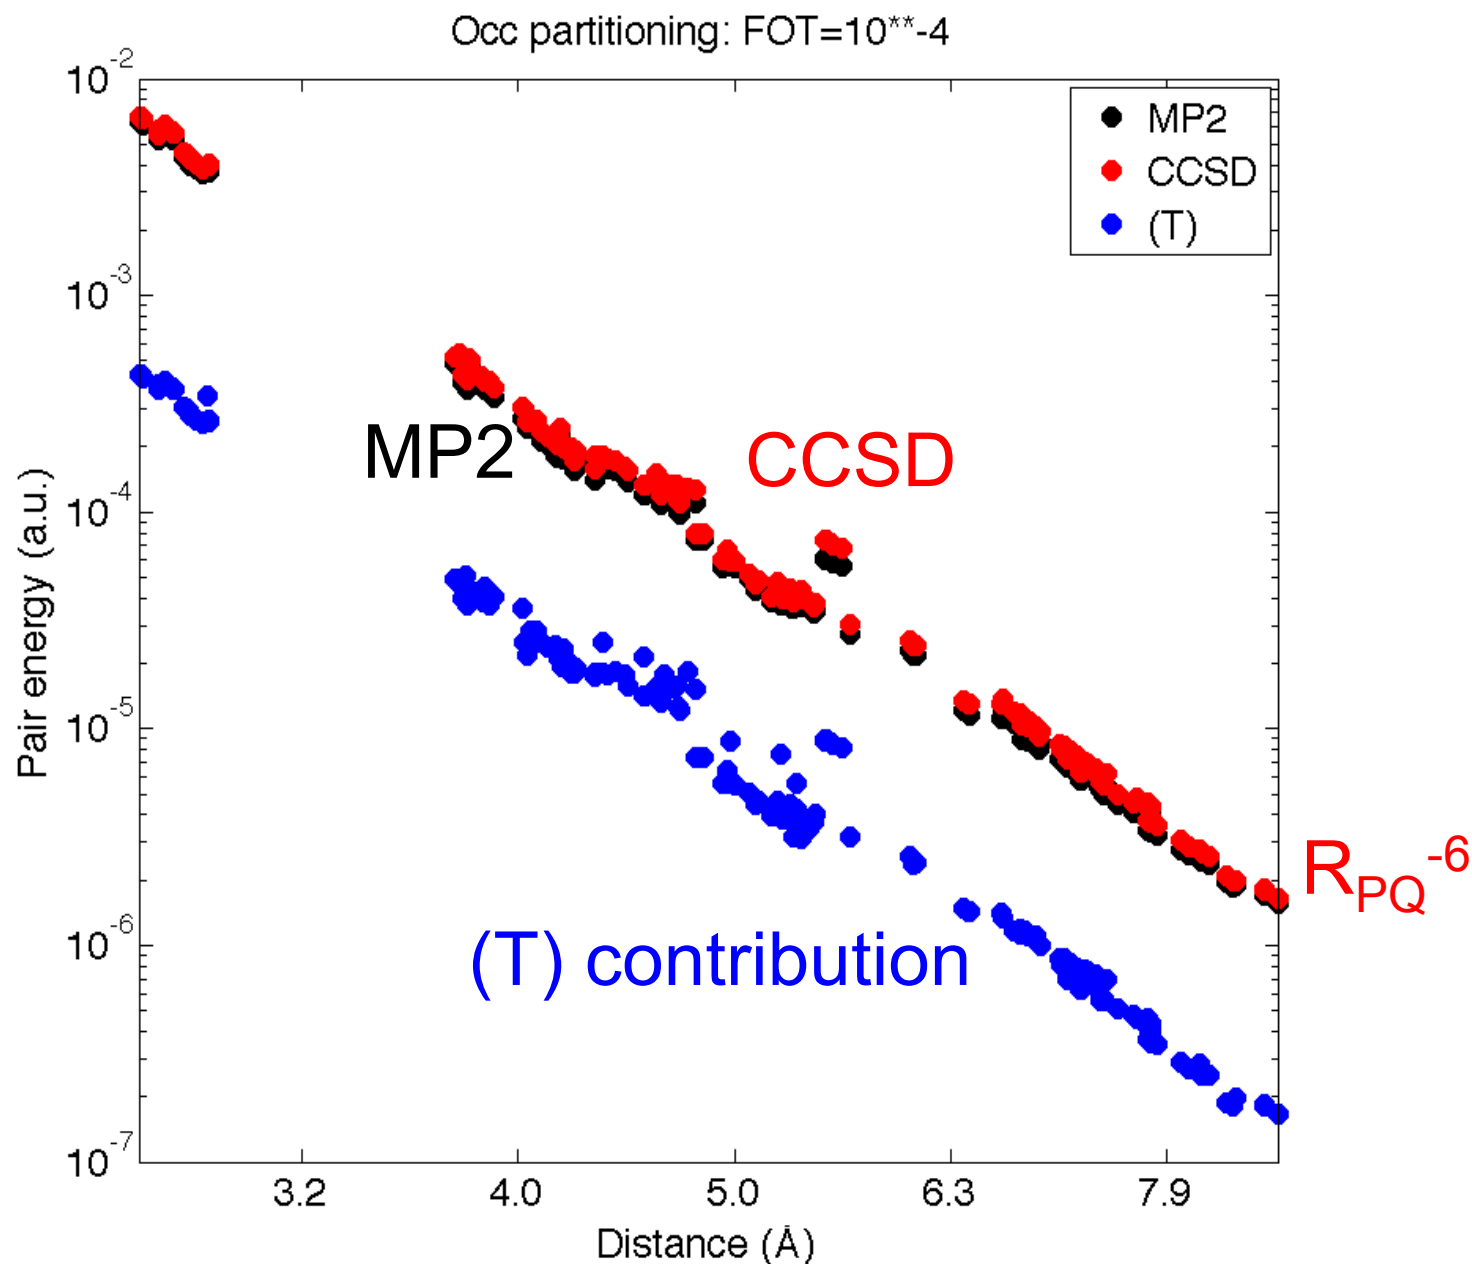 Occ partitioning: FOT=10**-4
10-2
10-3
10-4
10-5
10-6
10-7
Pair energy (a.u.)
MP2
CCSD
(T)
MP2
CCSD
(T) contribution
RPQ-6
3.2 4.0 5.0 6.3 7.9
Distance (Å)